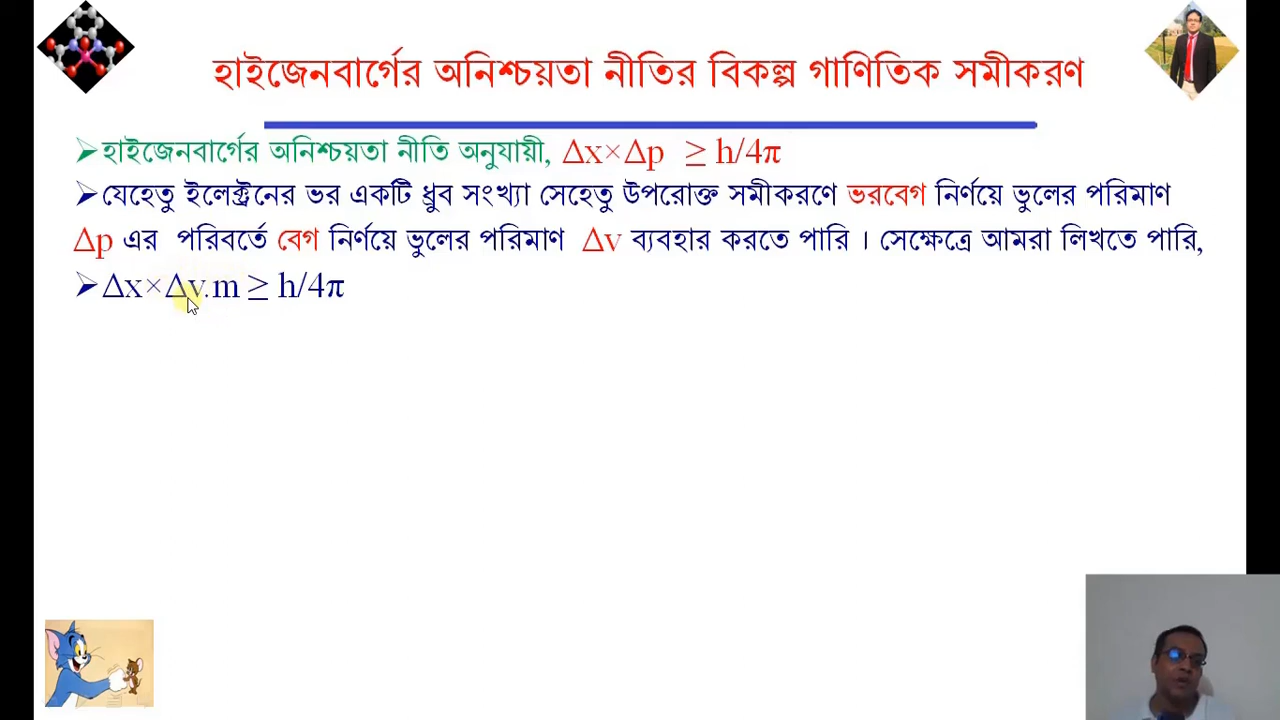 হাইজেনবার্গের অনিশ্চয়তা নীতির বিকল্প গাণিতিক সমীকরণ
➢হাইজেনবার্গের অনিশ্চয়তা নীতি অনুযায়ী, Δx×Δp ≥ h/4π
➢যেহেতু ইলেক্ট্রনের ভর একটি ধ্রুব সংখ্যা সেহেতু উপরোক্ত সমীকরণে ভরবেগ নির্ণয়ে ভুলের পরিমাণ
Δp এর পরিবর্তে বেগ নির্ণয়ে ভুলের পরিমাণ Δv ব্যবহার করতে পারি । সেক্ষেত্রে আমরা লিখতে পারি,
➢Δx×Δv.m ≥ h/4π